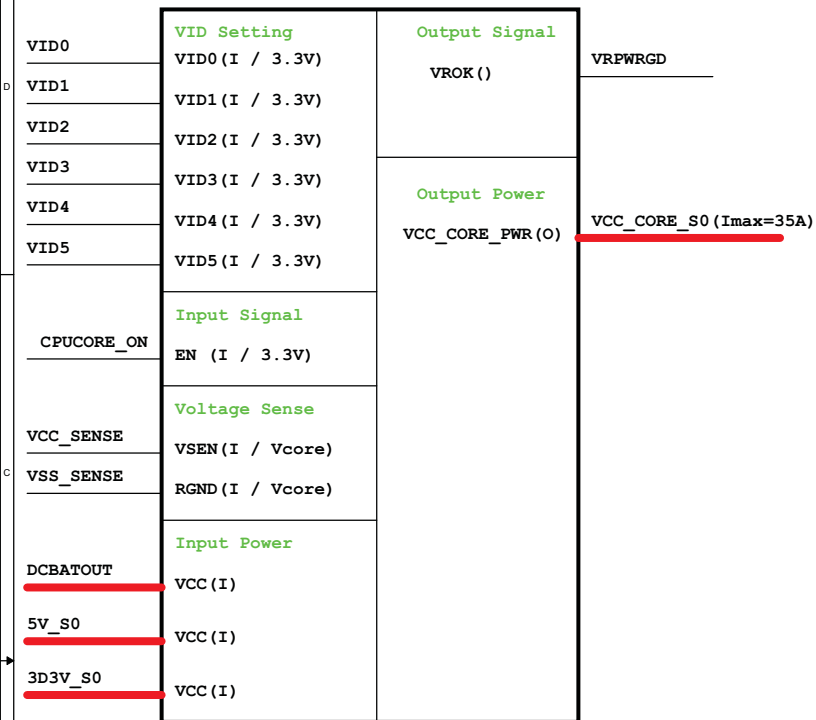 VID Setting
Output Signal
VID0
VID0(I / 3.3V)
VROK()
VRPWRGD
D
VID1
VID1(I / 3.3V)
VID2
VID2(I / 3.3V)
VID3
VID3(I / 3.3V)
Output Power
VID4
VID4(I / 3.3V)
VCC_CORE_PWR(O)
VCC_CORE_S0(Imax=35A)
VID5
VID5(I / 3.3V)
Input Signal
CPUCORE_ON
EN (I / 3.3V)
Voltage Sense
VCC_SENSE
VSEN(I / Vcore)
C
VSS_SENSE
RGND(I / Vcore)
Input Power
DCBATOUT
VCC(I)
5V_S0
VCC(I)
3D3V_S0
VCC(I)